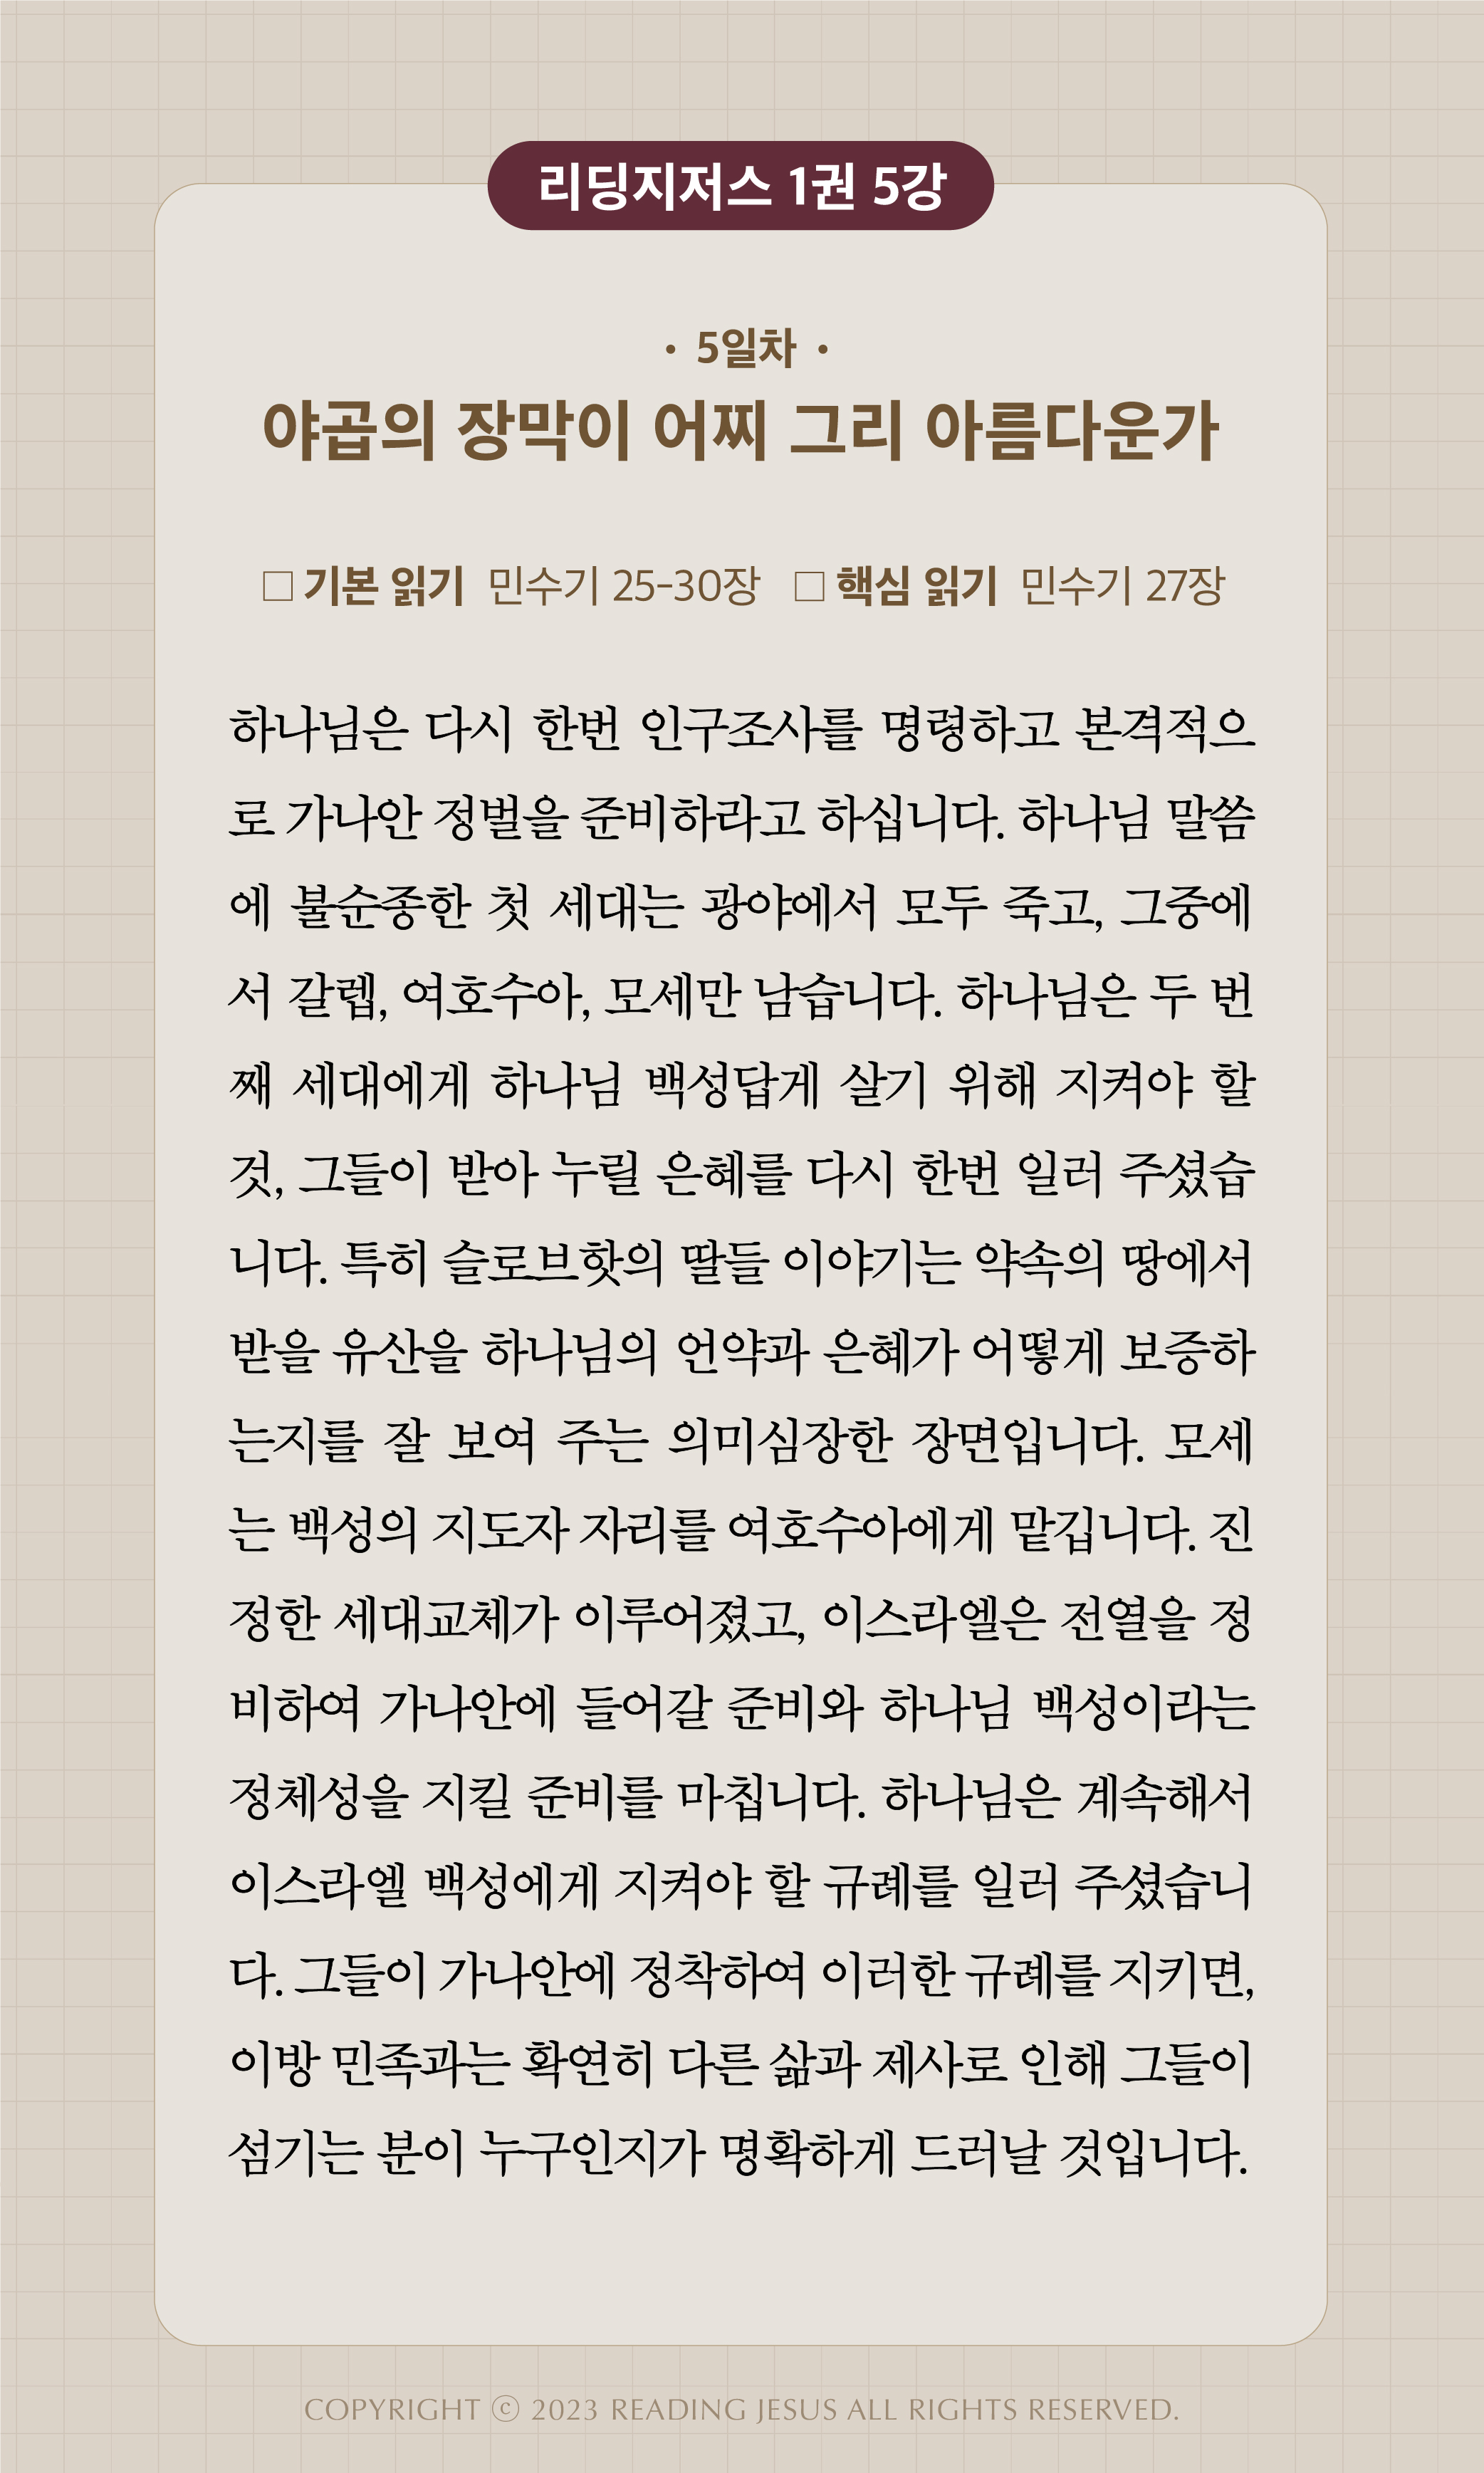 리딩지저스 1권 5강
· 5일차 ·
야곱의 장막이 어찌 그리 아름다운가
□ 기본 읽기 민수기 25-30장 □ 핵심 읽기 민수기 27장
하나님은 다시 한번 인구조사를 명령하고 본격적으
로 가나안 정벌을 준비하라고 하십니다. 하나님 말씀
에 불순종한 첫 세대는 광야에서 모두 죽고, 그중에
서 갈렙, 여호수아, 모세만 남습니다. 하나님은 두 번
째 세대에게 하나님 백성답게 살기 위해 지켜야 할
것, 그들이 받아 누릴 은혜를 다시 한번 일러 주셨습
니다. 특히 슬로브핫의 딸들 이야기는 약속의 땅에서
받을 유산을 하나님의 언약과 은혜가 어떻게 보증하
는지를 잘 보여 주는 의미심장한 장면입니다. 모세
는 백성의 지도자 자리를 여호수아에게 맡깁니다. 진
정한 세대교체가 이루어졌고, 이스라엘은 전열을 정
비하여 가나안에 들어갈 준비와 하나님 백성이라는
정체성을 지킬 준비를 마칩니다. 하나님은 계속해서
이스라엘 백성에게 지켜야 할 규례를 일러 주셨습니
다. 그들이 가나안에 정착하여 이러한 규례를 지키면,
이방 민족과는 확연히 다른 삶과 제사로 인해 그들이
섬기는 분이 누구인지가 명확하게 드러날 것입니다.
COPYRIGHT ⓒ 2023 READING JESUS ALL RIGHTS RESERVED.